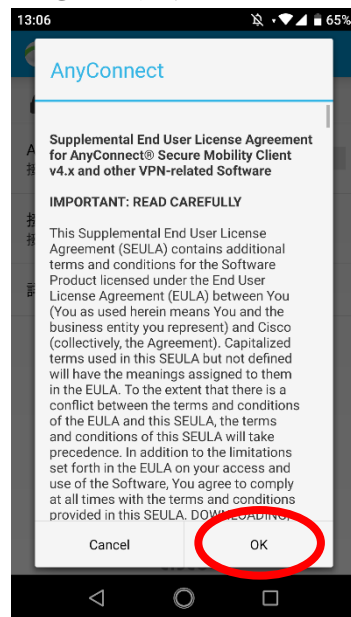 13:06
65%
AnyConnect
Supplemental End User License Agreement
for AnyConnect® Secure Mobility Client
v4.x and other VPN-related Software
IMPORTANT: READ CAREFULLY
This Supplemental End User License
Agreement (SEULA) contains additional
terms and conditions for the Software
Product licensed under the End User
License Agreement (EULA) between You
(You as used herein means You and the
business entity you represent) and Cisco
(collectively, the Agreement). Capitalized
terms used in this SEULA but not defined
will have the meanings assigned to them
in the EULA. To the extent that there is a
conflict between the terms and conditions
of the EULA and this SEULA, the terms
and conditions of this SEULA will take
precedence. In addition to the limitations
set forth in the EULA on your access and
use of the Software, You agree to comply
at all times with the terms and conditions
provided in this SEULA. DOWNLOADING,
Cancel
OK